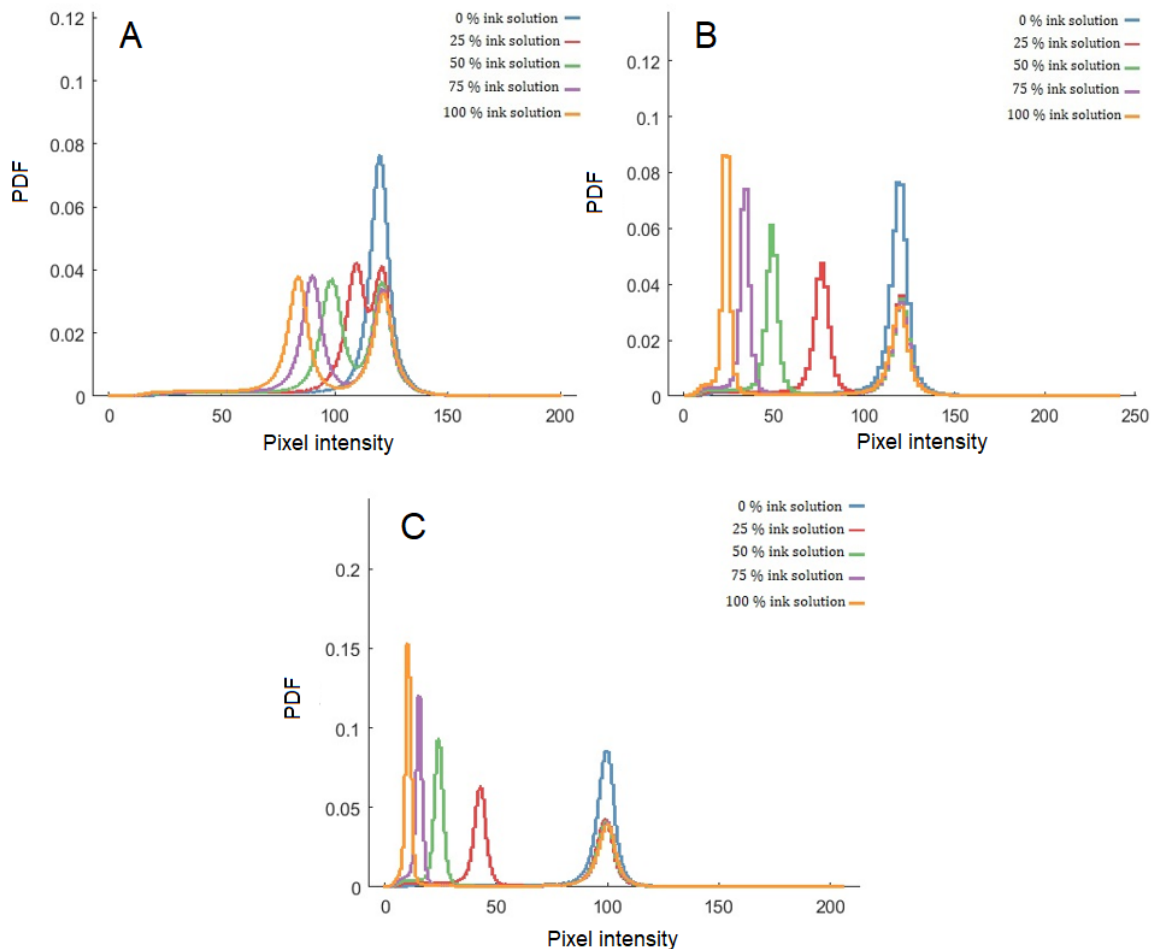 A
0 % ink solution
25 % ink solution
50 % ink solution
75 % ink solution
100 % ink solution
0.12
0.1
0.08
0.06
0.04
0.02
0
PDF
0
50
100
150
200
Pixel intensity
B
0 % ink solution
25 % ink solution
50 % ink solution
75 % ink solution
100 % ink solution
0.12
0.1
0.08
0.06
0.04
0.02
0
PDF
0
50
100
150
200
250
Pixel intensity
C
0 % ink solution
25 % ink solution
50 % ink solution
75 % ink solution
100 % ink solution
0.2
0.15
0.1
0.05
0
PDF
0
50
100
150
200
Pixel intensity